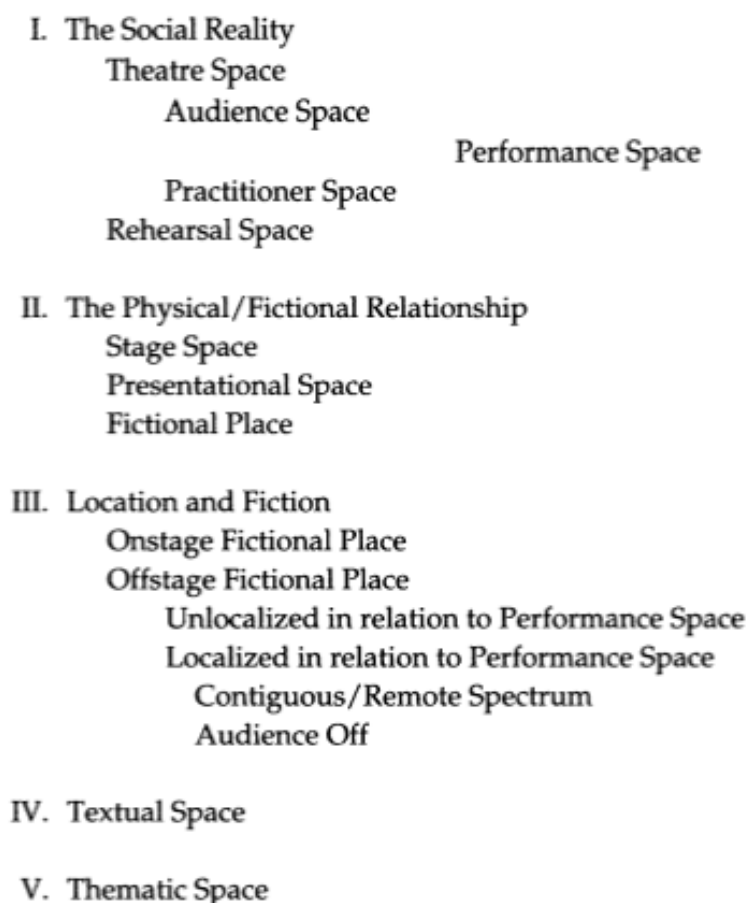 I. The Social Reality
Theatre Space
Audience Space
Performance Space
Practitioner Space
Rehearsal Space
II. The Physical/Fictional Relationship
Stage Space
Presentational Space
Fictional Place
III. Location and Fiction
Onstage Fictional Place
Offstage Fictional Place
Unlocalized in relation to Performance Space
Localized in relation to Performance Space
Contiguous/Remote Spectrum
Audience Off
IV. Textual Space
V. Thematic Space